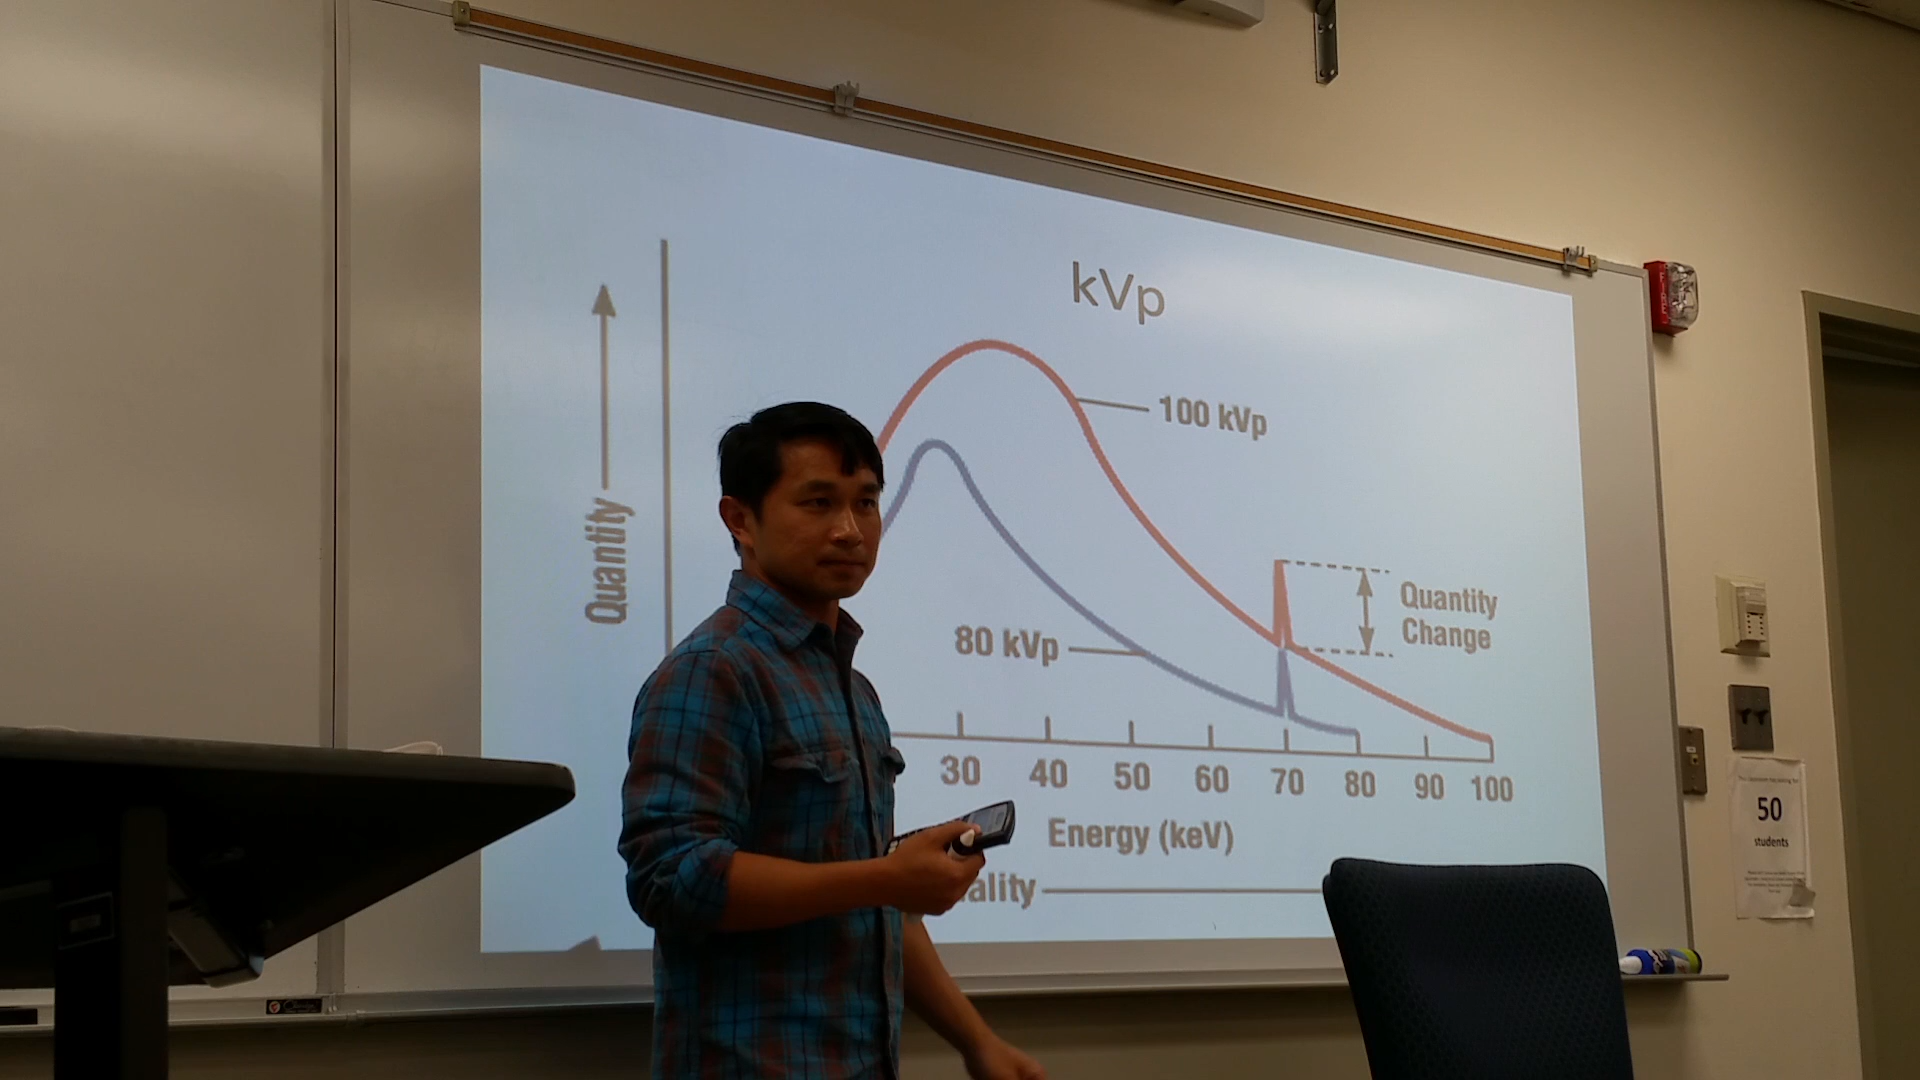 kVp
100 kVp
Quantity
Quantity
Change
80 kVp
30 40 50 60 70 80 90 100
Energy (keV)
ality
50
students